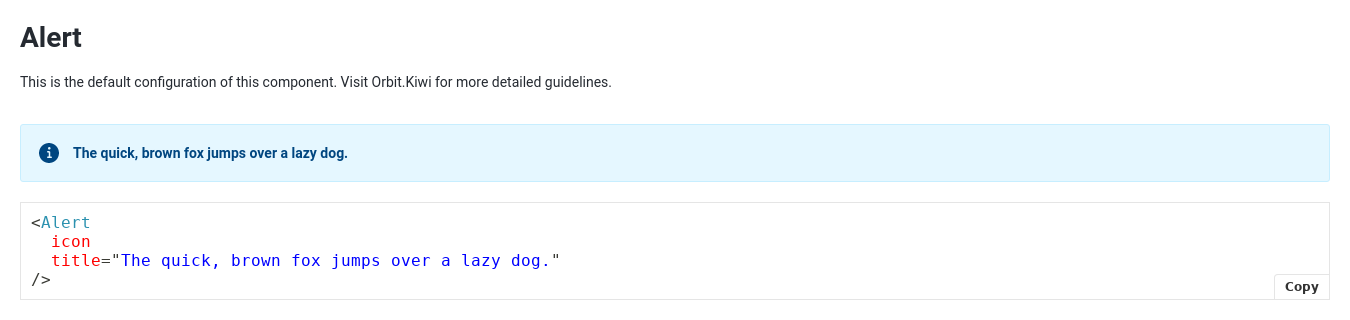 Alert
This is the default configuration of this component. Visit Orbit.Kiwi for more detailed guidelines.
The quick, brown fox jumps over a lazy dog.
<Alert
  icon
  title="The quick, brown fox jumps over a lazy dog."
/>
Copy